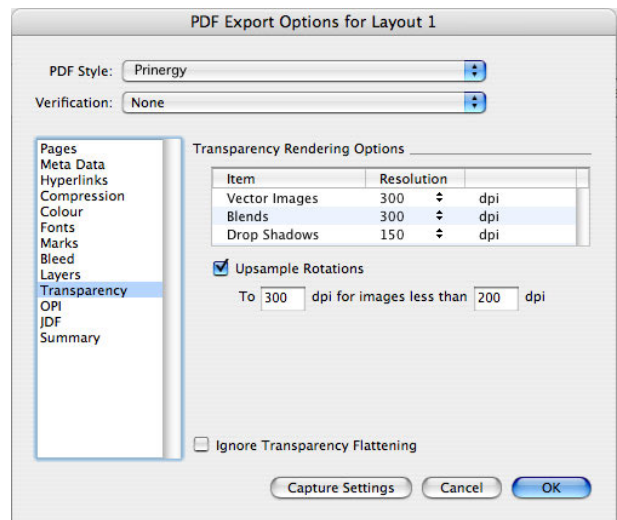 PDF Export Options for Layout 1
PDF Style: Prinergy
Verification: None
Pages
Meta Data
Hyperlinks
Compression
Colour
Fonts
Marks
Bleed
Layers
Transparency
OPI
JDF
Summary
Transparency Rendering Options
Item Resolution
Vector Images 300 dpi
Blends 300 dpi
Drop Shadows 150 dpi
Upsample Rotations
To 300 dpi for images less than 200 dpi
Ignore Transparency Flattening
Capture Settings Cancel OK